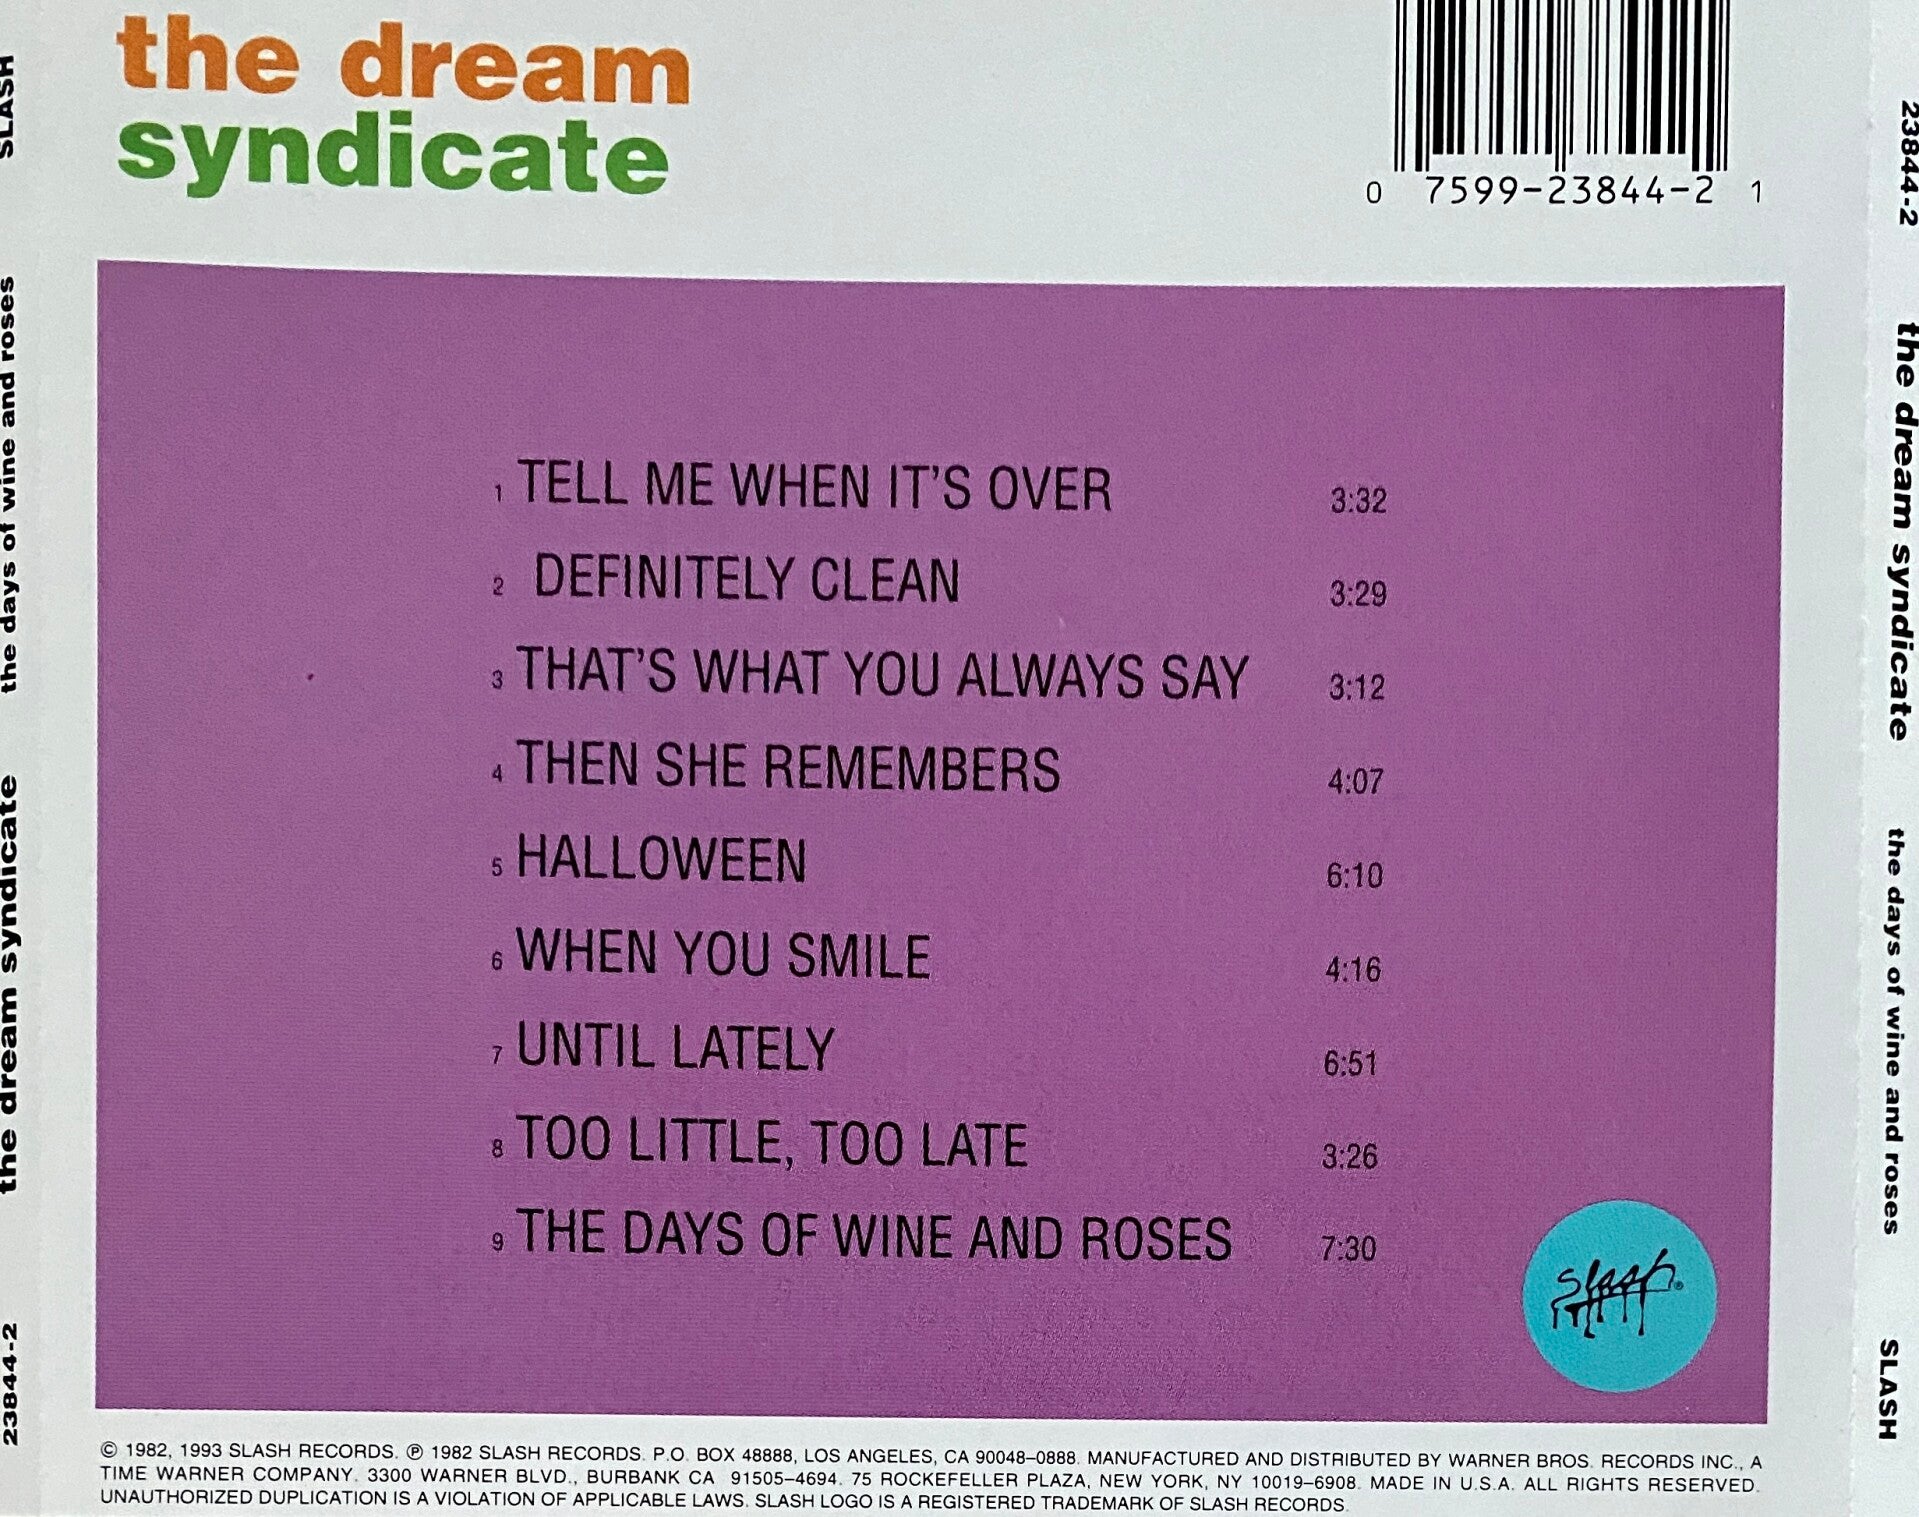 the dream
syndicate
0 7599-23844-2 1
1 TELL ME WHEN IT'S OVER 3:32
2 DEFINITELY CLEAN 3:29
3 THAT'S WHAT YOU ALWAYS SAY 3:12
4 THEN SHE REMEMBERS 4:07
5 HALLOWEEN 6:10
6 WHEN YOU SMILE 4:16
7 UNTIL LATELY 6:51
8 TOO LITTLE, TOO LATE 3:26
9 THE DAYS OF WINE AND ROSES 7:30
slash®
© 1982, 1993 SLASH RECORDS. ℗ 1982 SLASH RECORDS. P.O. BOX 48888, LOS ANGELES, CA 90048–0888. MANUFACTURED AND DISTRIBUTED BY WARNER BROS. RECORDS INC., A
TIME WARNER COMPANY. 3300 WARNER BLVD., BURBANK CA 91505–4694. 75 ROCKEFELLER PLAZA, NEW YORK, NY 10019–6908. MADE IN U.S.A. ALL RIGHTS RESERVED.
UNAUTHORIZED DUPLICATION IS A VIOLATION OF APPLICABLE LAWS. SLASH LOGO IS A REGISTERED TRADEMARK OF SLASH RECORDS.
23844-2 the dream syndicate the days of wine and roses SLASH
23844-2 the dream syndicate the days of wine and roses SLASH